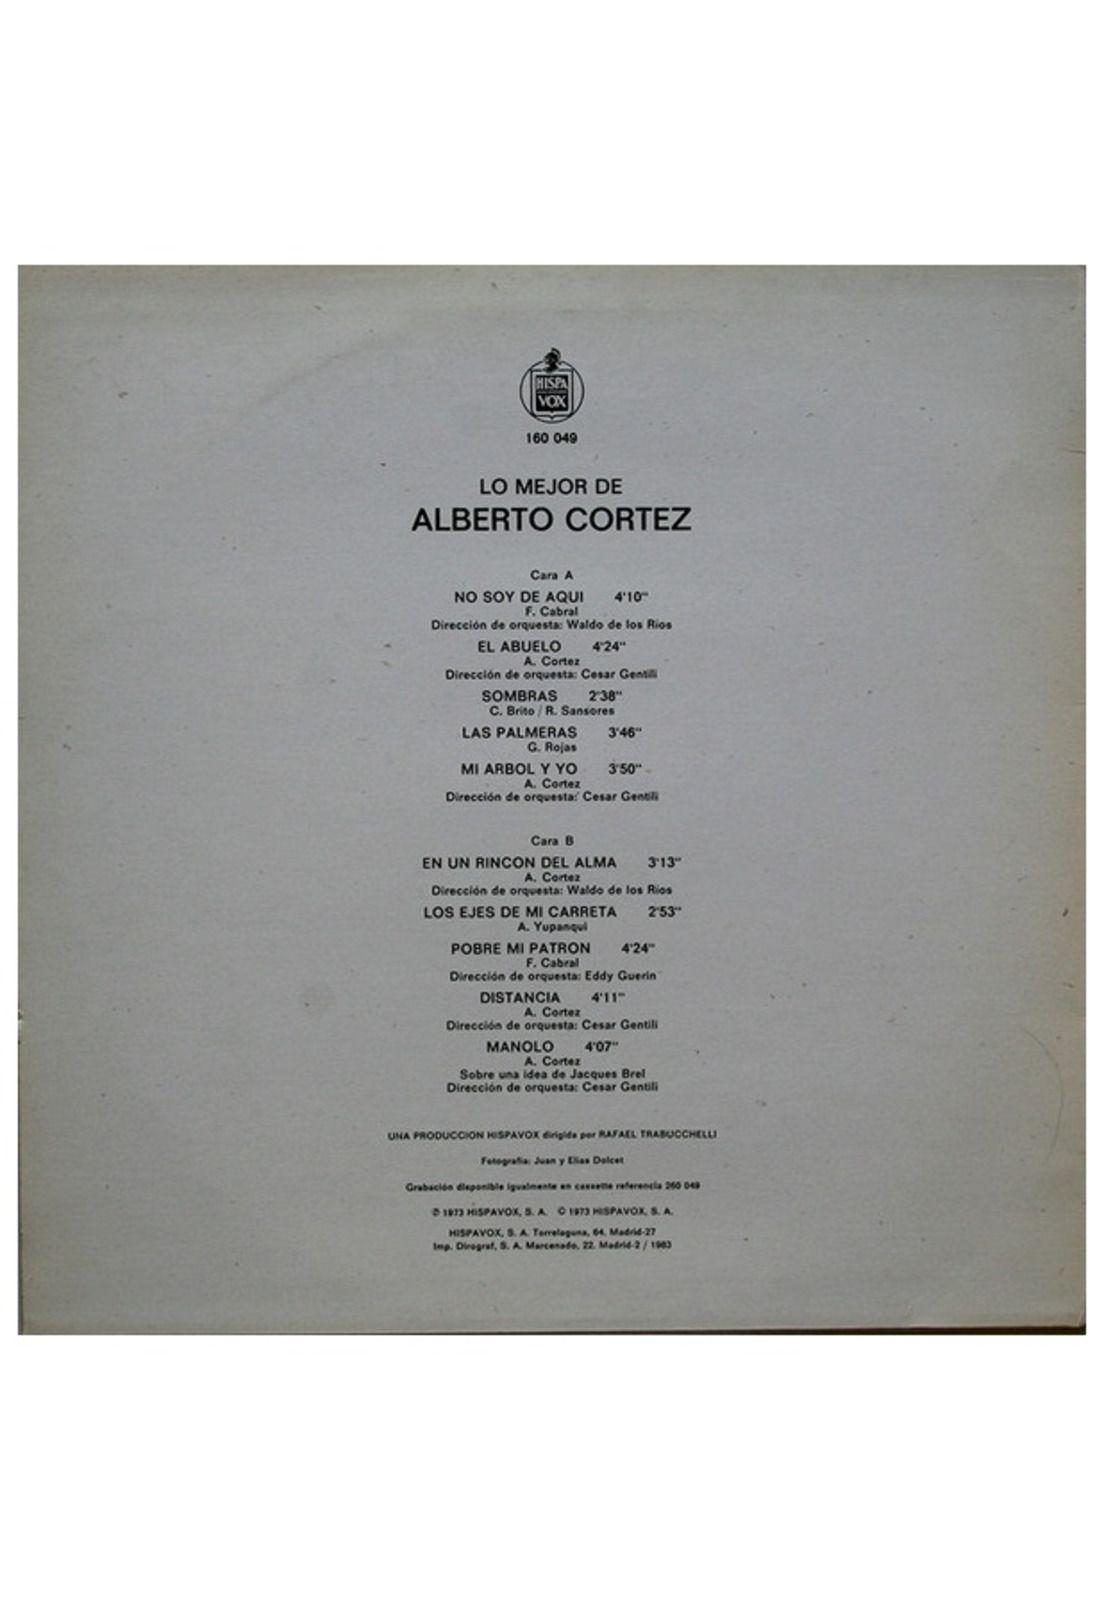 HISPA
VOX
160 049
LO MEJOR DE
ALBERTO CORTEZ
Cara A
NO SOY DE AQUI 4'10"
F. Cabral
Dirección de orquesta: Waldo de los Rios
EL ABUELO 4'24"
A. Cortez
Dirección de orquesta: Cesar Gentili
SOMBRAS 2'38"
C. Brito / R. Sansores
LAS PALMERAS 3'46"
G. Rojas
MI ARBOL Y YO 3'50"
A. Cortez
Dirección de orquesta: Cesar Gentili
Cara B
EN UN RINCON DEL ALMA 3'13"
A. Cortez
Dirección de orquesta: Waldo de los Rios
LOS EJES DE MI CARRETA 2'53"
A. Yupanqui
POBRE MI PATRON 4'24"
F. Cabral
Dirección de orquesta: Eddy Guerin
DISTANCIA 4'11"
A. Cortez
Dirección de orquesta: Cesar Gentili
MANOLO 4'07"
A. Cortez
Sobre una idea de Jacques Brel
Dirección de orquesta: Cesar Gentili
UNA PRODUCCION HISPAVOX dirigida por RAFAEL TRABUCCHELLI
Fotografía: Juan y Elias Dolcet
Grabación disponible igualmente en cassette referencia 260 049
℗ 1973 HISPAVOX, S. A. © 1973 HISPAVOX, S. A.
HISPAVOX, S. A. Torrelaguna, 64. Madrid-27
Imp. Dirograf, S. A. Marcenado, 22. Madrid-2 / 1983